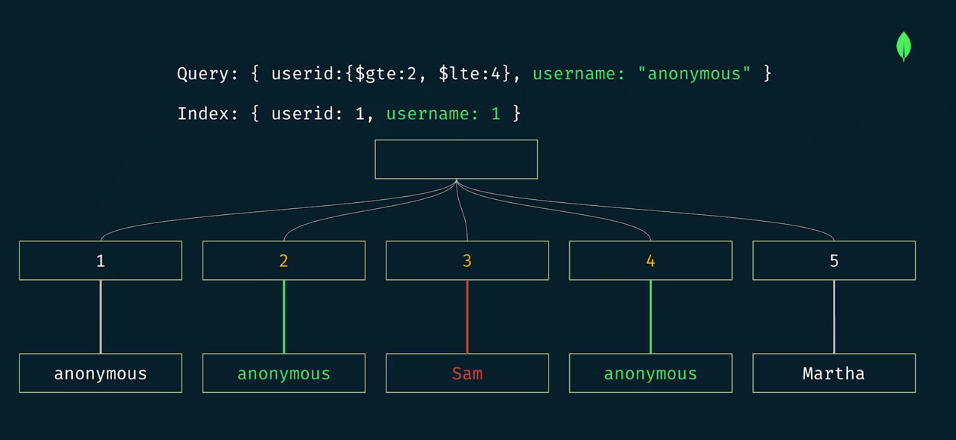 Query: { userid:{$gte:2, $lte:4}, username: "anonymous" }
Index: { userid: 1, username: 1 }
1 2 3 4 5
anonymous anonymous Sam anonymous Martha